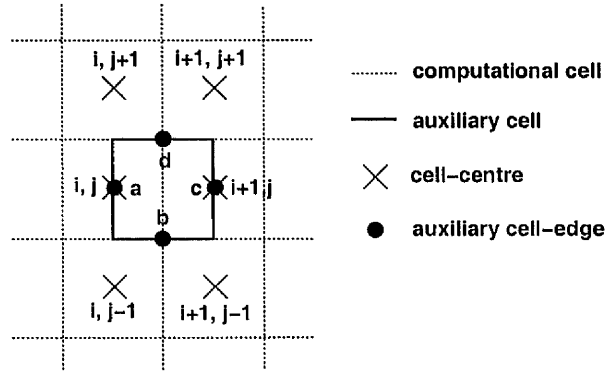 i, j+1 i+1, j+1
d
i, j a c i+1,j
b
i, j−1 i+1, j−1
computational cell
auxiliary cell
cell−centre
auxiliary cell−edge